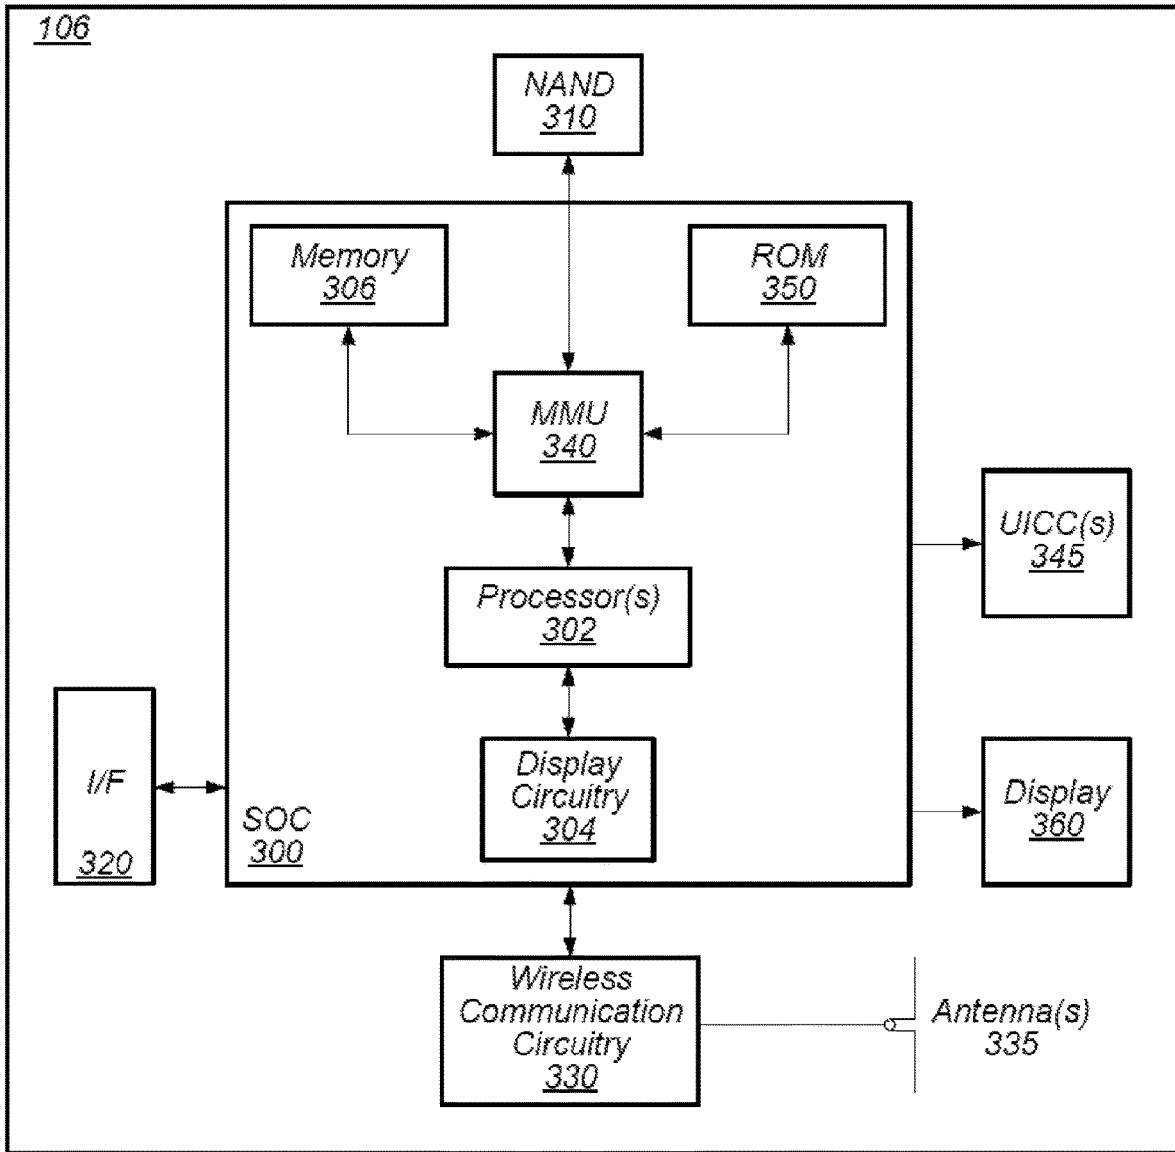 106
NAND
310
Memory
306
ROM
350
MMU
340
UICC(s)
345
Processor(s)
302
I/F
320
Display
Circuitry
304
SOC
300
Display
360
Wireless
Communication
Circuitry
330
Antenna(s)
335